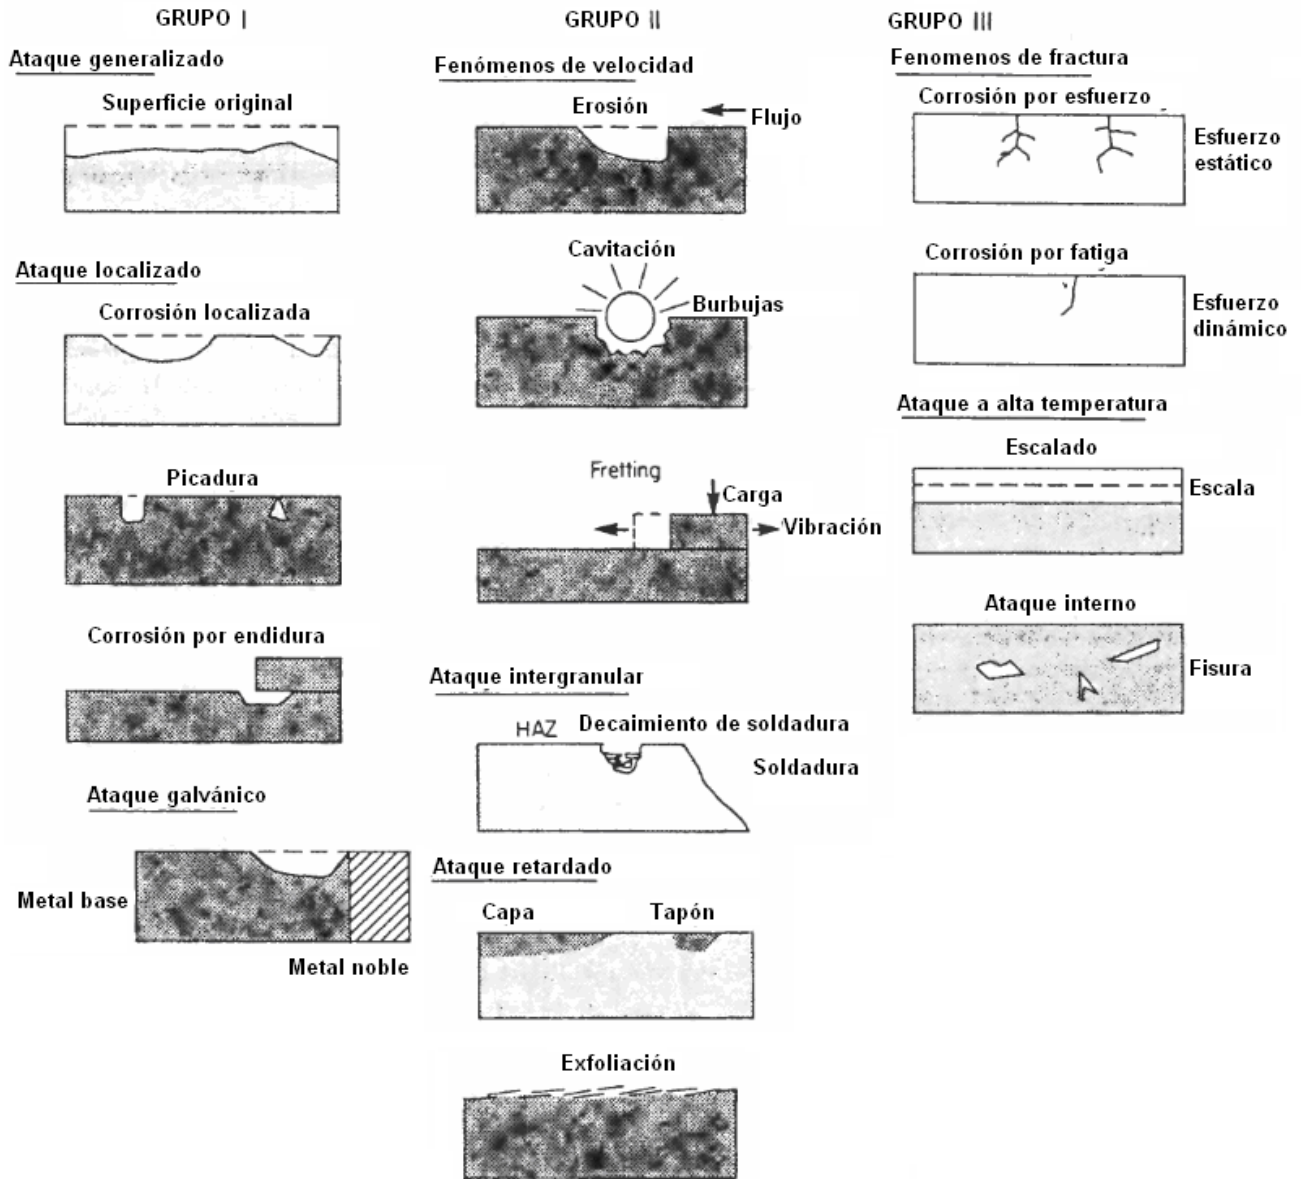 GRUPO I
Ataque generalizado
Superficie original
Ataque localizado
Corrosión localizada
Picadura
Corrosión por endidura
Ataque galvánico
Metal base
Metal noble
GRUPO II
Fenómenos de velocidad
Erosión
Flujo
Cavitación
Burbujas
Fretting
Carga
Vibración
Ataque intergranular
HAZ
Decaimiento de soldadura
Soldadura
Ataque retardado
Capa
Tapón
Exfoliación
GRUPO III
Fenomenos de fractura
Corrosión por esfuerzo
Esfuerzo
estático
Corrosión por fatiga
Esfuerzo
dinámico
Ataque a alta temperatura
Escalado
Escala
Ataque interno
Fisura